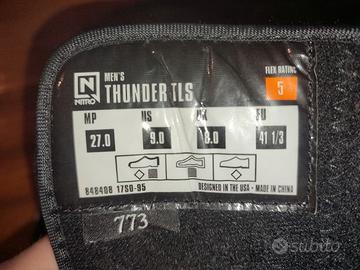 MEN'S
NITRO
THUNDER TLS
FLEX RATING
5
MP US UK EU
27.0 9.0 8.0 41 1/3
848408 17SO-95 DESIGNED IN THE USA • MADE IN CHINA
773
subito